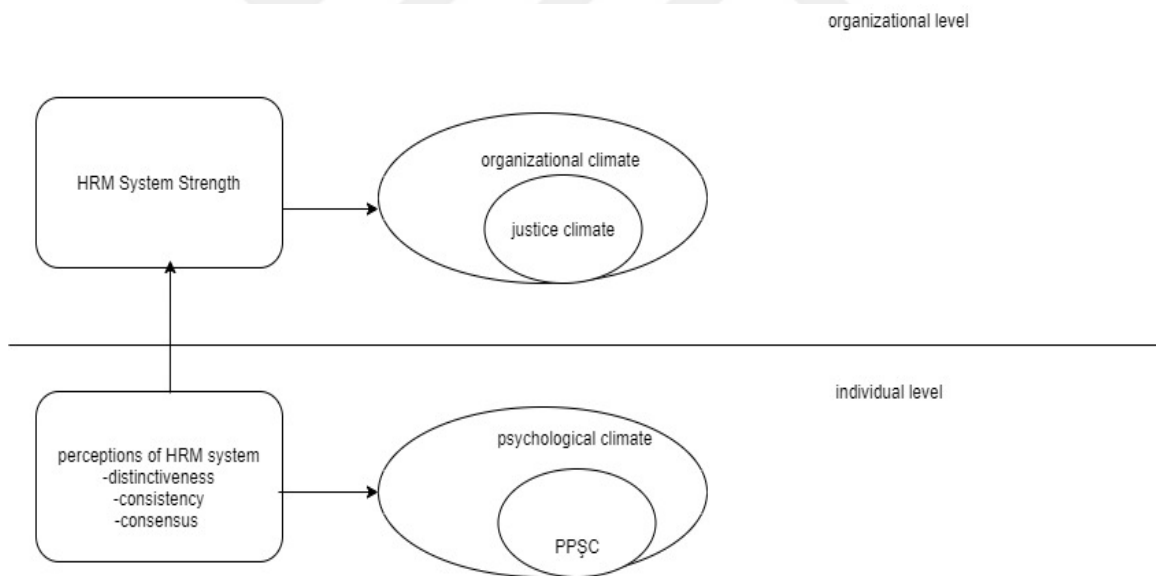 organizational level
HRM System Strength
organizational climate
justice climate
individual level
perceptions of HRM system
-distinctiveness
-consistency
-consensus
psychological climate
PPŞC